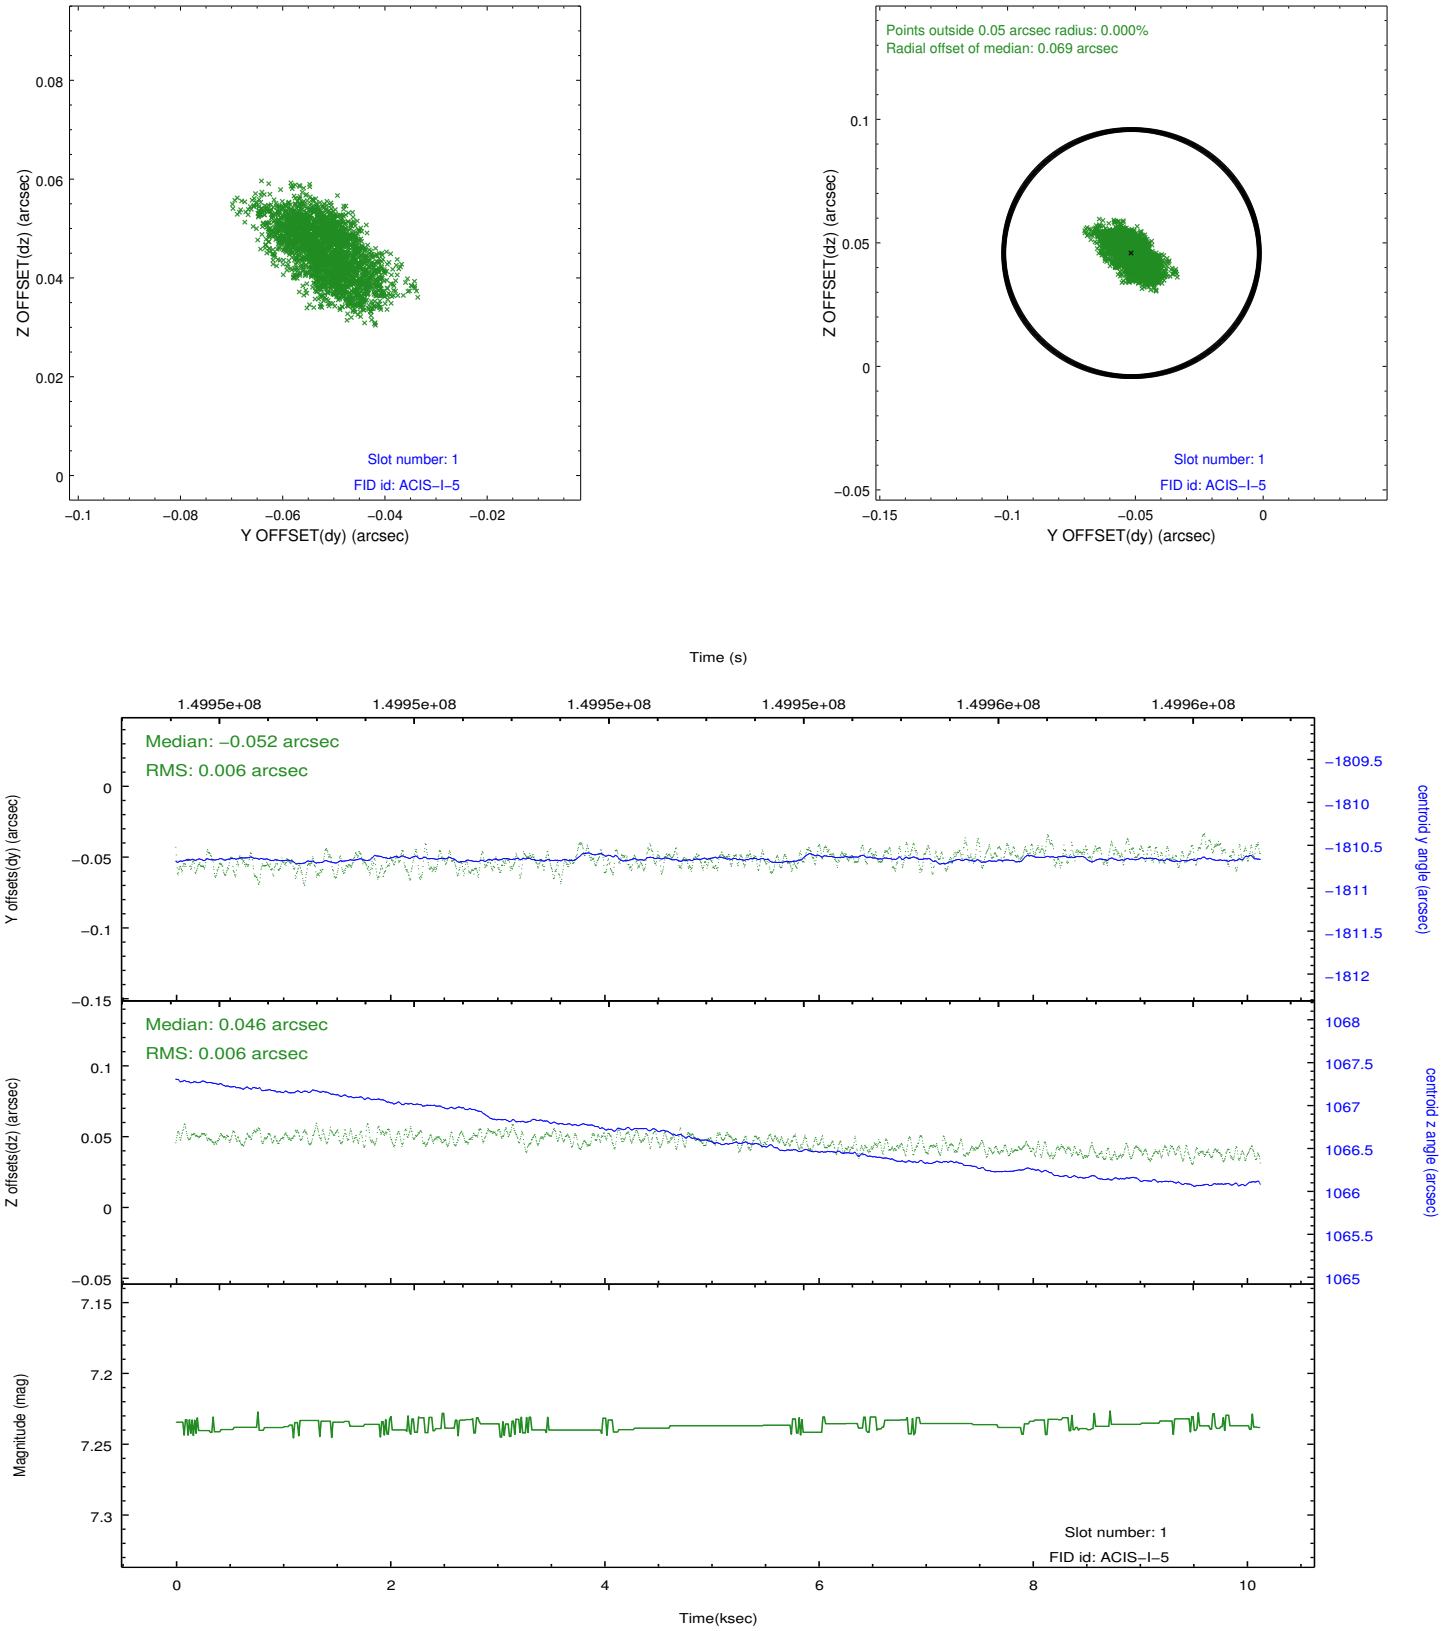 0.08
0.06
0.04
0.02
0
Z OFFSET(dz) (arcsec)
−0.1 −0.08 −0.06 −0.04 −0.02
Y OFFSET(dy) (arcsec)
Slot number: 1
FID id: ACIS−I−5
Points outside 0.05 arcsec radius: 0.000%
Radial offset of median: 0.069 arcsec
0.1
0.05
0
−0.05
Z OFFSET(dz) (arcsec)
Slot number: 1
FID id: ACIS−I−5
−0.15 −0.1 −0.05 0
Y OFFSET(dy) (arcsec)
Time (s)
1.4995e+08 1.4995e+08 1.4995e+08 1.4995e+08 1.4996e+08 1.4996e+08
Median: −0.052 arcsec
RMS: 0.006 arcsec
0
−0.05
−0.1
−0.15
Y offsets(dy) (arcsec)
−1809.5
−1810
−1810.5
−1811
−1811.5
−1812
centroid y angle (arcsec)
Median: 0.046 arcsec
RMS: 0.006 arcsec
0.1
0.05
0
−0.05
Z offsets(dz) (arcsec)
1068
1067.5
1067
1066.5
1066
1065.5
1065
centroid z angle (arcsec)
7.15
7.2
7.25
7.3
Magnitude (mag)
Slot number: 1
FID id: ACIS−I−5
0 2 4 6 8 10
Time(ksec)